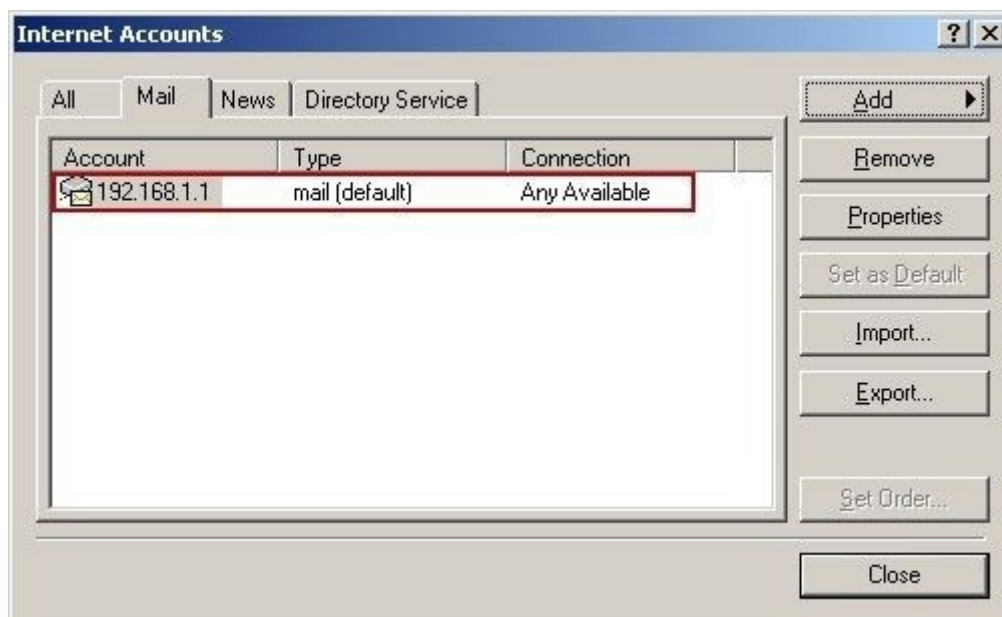 Internet Accounts
All Mail News Directory Service
Account Type Connection
192.168.1.1 mail (default) Any Available
Add
Remove
Properties
Set as Default
Import...
Export...
Set Order...
Close